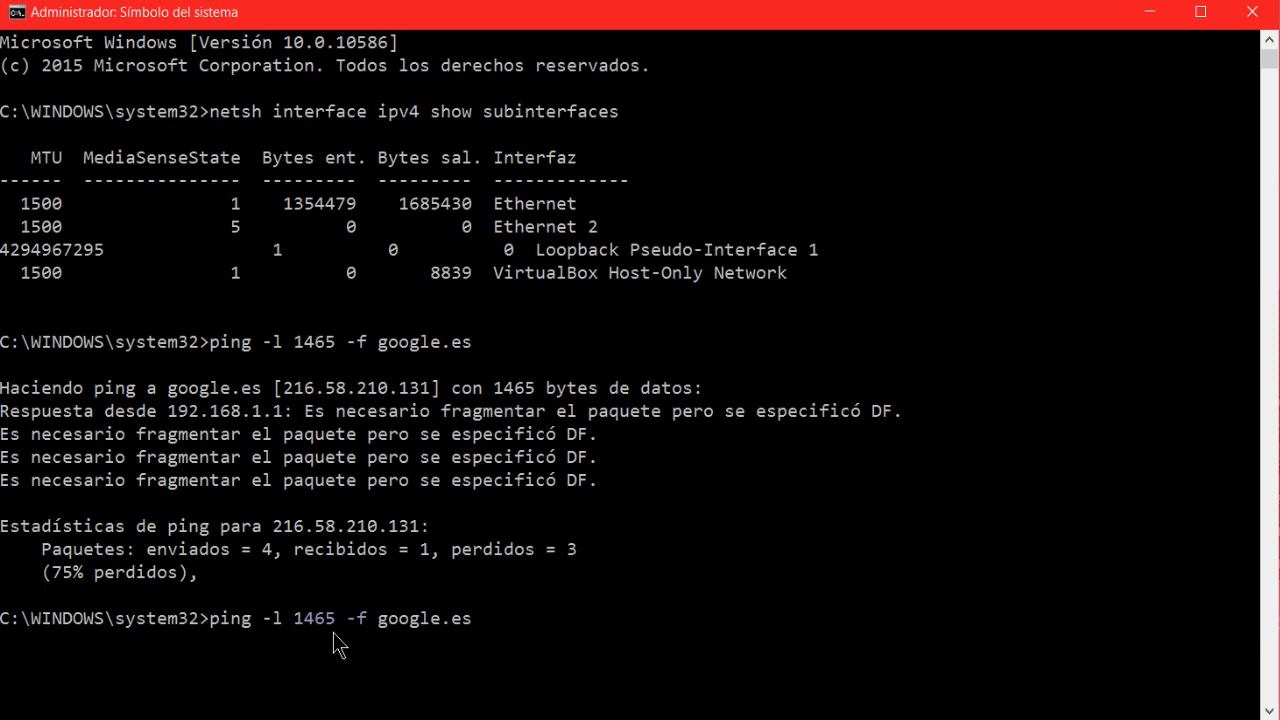 Administrador: Símbolo del sistema
Microsoft Windows [Versión 10.0.10586]
(c) 2015 Microsoft Corporation. Todos los derechos reservados.
C:\WINDOWS\system32>netsh interface ipv4 show subinterfaces
MTU  MediaSenseState  Bytes ent.  Bytes sal.  Interfaz
------  ---------------  ---------  ---------  -------------
1500  1  1354479  1685430  Ethernet
1500  5  0  0  Ethernet 2
4294967295  1  0  0  Loopback Pseudo-Interface 1
1500  1  0  8839  VirtualBox Host-Only Network
C:\WINDOWS\system32>ping -l 1465 -f google.es
Haciendo ping a google.es [216.58.210.131] con 1465 bytes de datos:
Respuesta desde 192.168.1.1: Es necesario fragmentar el paquete pero se especificó DF.
Es necesario fragmentar el paquete pero se especificó DF.
Es necesario fragmentar el paquete pero se especificó DF.
Es necesario fragmentar el paquete pero se especificó DF.
Estadísticas de ping para 216.58.210.131:
Paquetes: enviados = 4, recibidos = 1, perdidos = 3
(75% perdidos),
C:\WINDOWS\system32>ping -l 1465 -f google.es